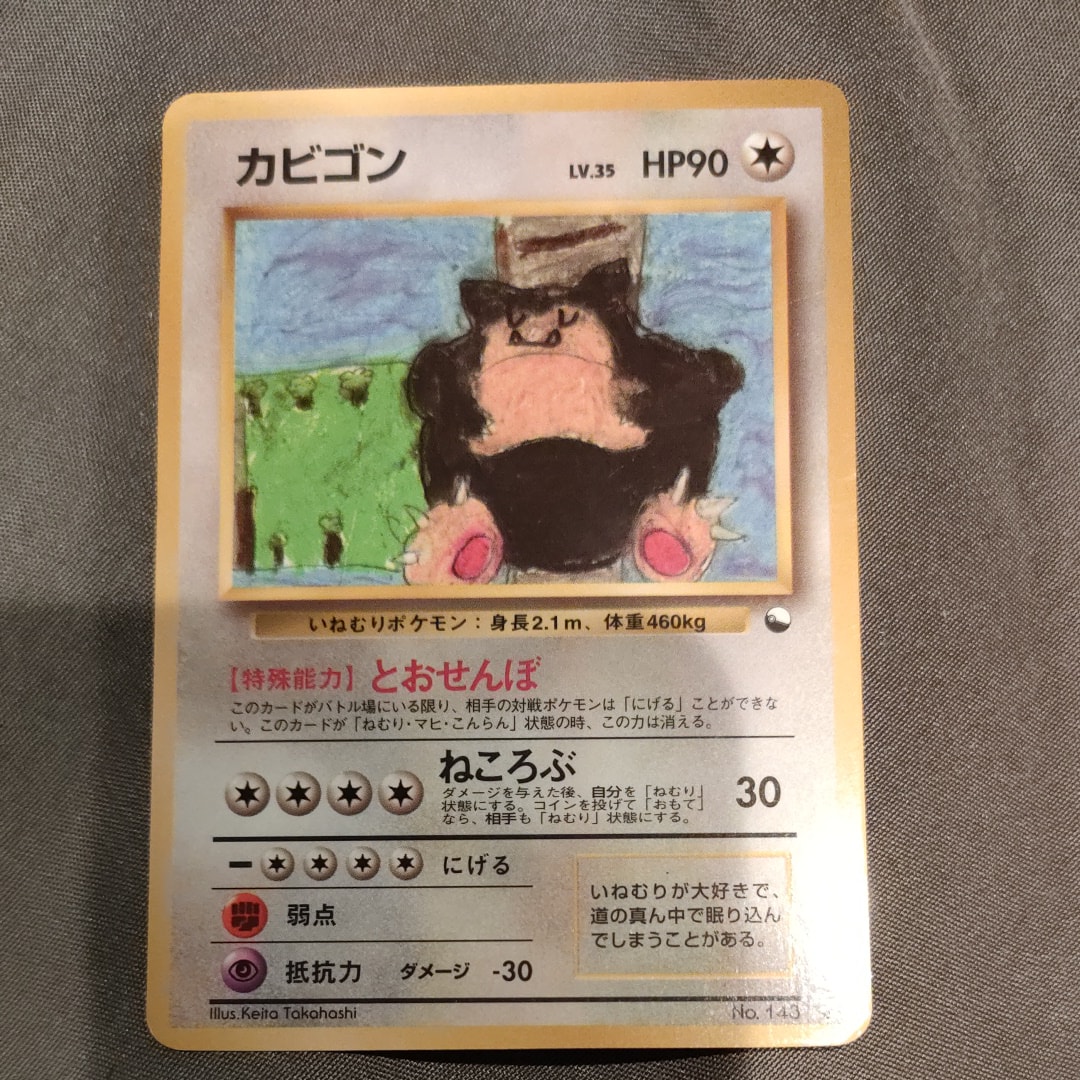 カビゴン LV.35 HP90
いねむりポケモン：身長2.1m、体重460kg
【特殊能力】とおせんぼ
このカードがバトル場にいる限り、相手の対戦ポケモンは「にげる」ことができな
い。このカードが「ねむり・マヒ・こんらん」状態の時、この力は消える。
ねころぶ
ダメージを与えた後、自分を「ねむり」
状態にする。コインを投げて「おもて」
なら、相手も「ねむり」状態にする。
30
ー にげる
弱点
抵抗力 ダメージ -30
いねむりが大好きで、
道の真ん中で眠り込ん
でしまうことがある。
Illus.Keita Takahashi
No. 143